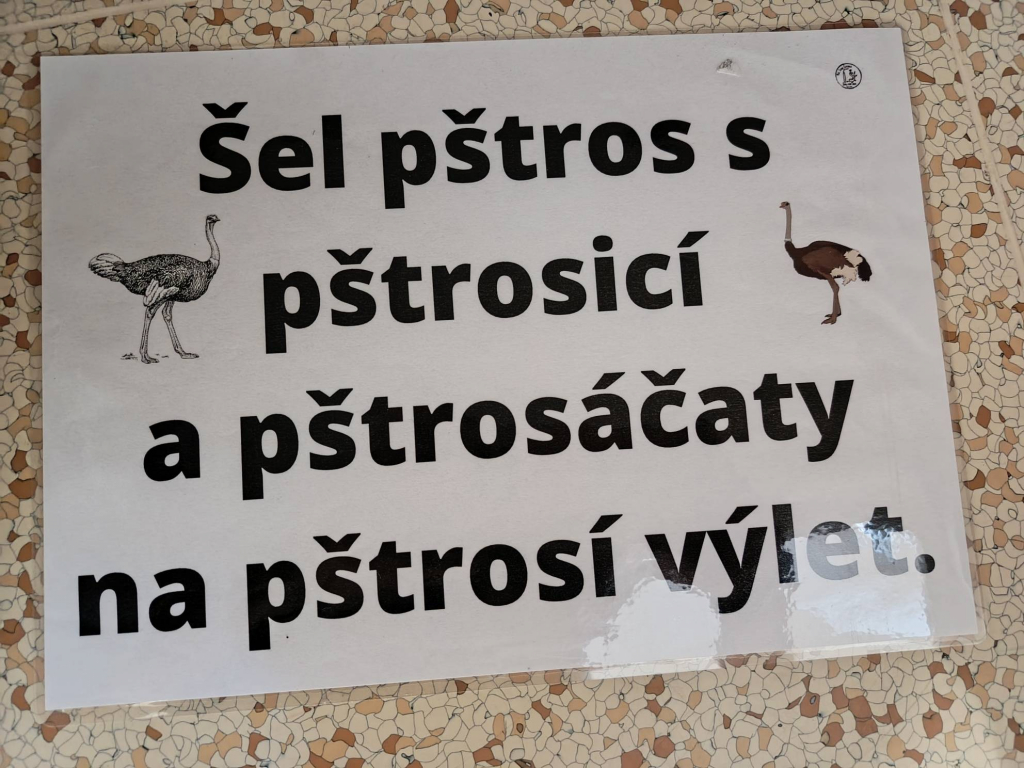 Šel pštros s
pštrosicí
a pštrosáčaty
na pštrosí výlet.